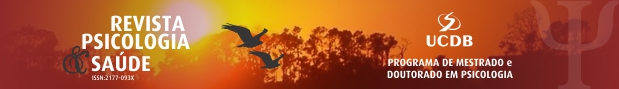 REVISTA
PSICOLOGIA
& SAÚDE
ISSN:2177-093X
UCDB
PROGRAMA DE MESTRADO e
DOUTORADO EM PSICOLOGIA
Ψ